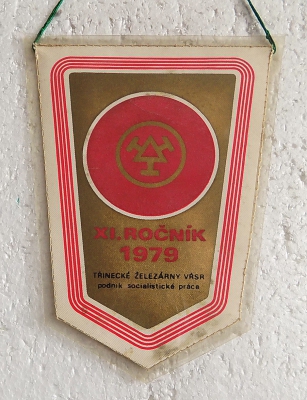 XI. ROČNÍK
1979
TŘINECKÉ ŽELEZÁRNY VŘSR
podnik socialistické práce